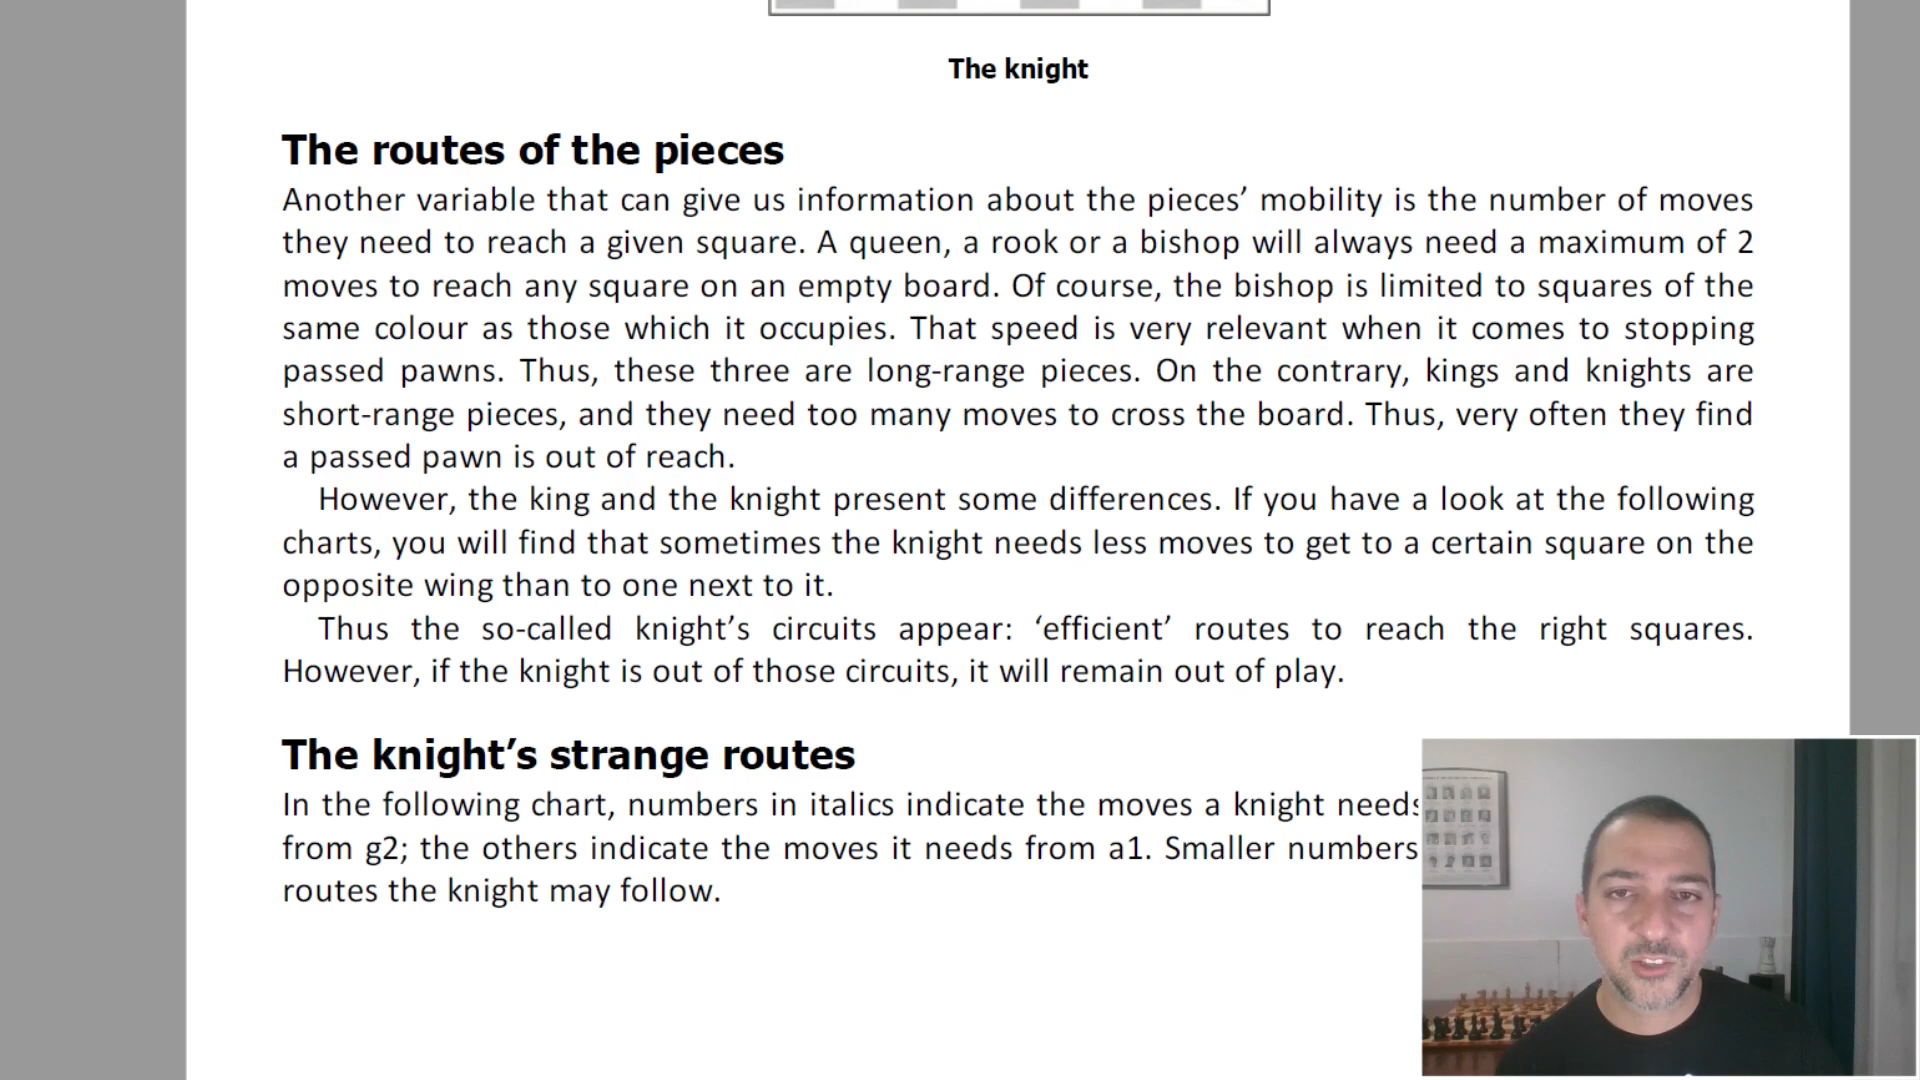 The knight
The routes of the pieces
Another variable that can give us information about the pieces’ mobility is the number of moves
they need to reach a given square. A queen, a rook or a bishop will always need a maximum of 2
moves to reach any square on an empty board. Of course, the bishop is limited to squares of the
same colour as those which it occupies. That speed is very relevant when it comes to stopping
passed pawns. Thus, these three are long-range pieces. On the contrary, kings and knights are
short-range pieces, and they need too many moves to cross the board. Thus, very often they find
a passed pawn is out of reach.
However, the king and the knight present some differences. If you have a look at the following
charts, you will find that sometimes the knight needs less moves to get to a certain square on the
opposite wing than to one next to it.
Thus the so-called knight’s circuits appear: ‘efficient’ routes to reach the right squares.
However, if the knight is out of those circuits, it will remain out of play.
The knight’s strange routes
In the following chart, numbers in italics indicate the moves a knight needs
from g2; the others indicate the moves it needs from a1. Smaller numbers
routes the knight may follow.